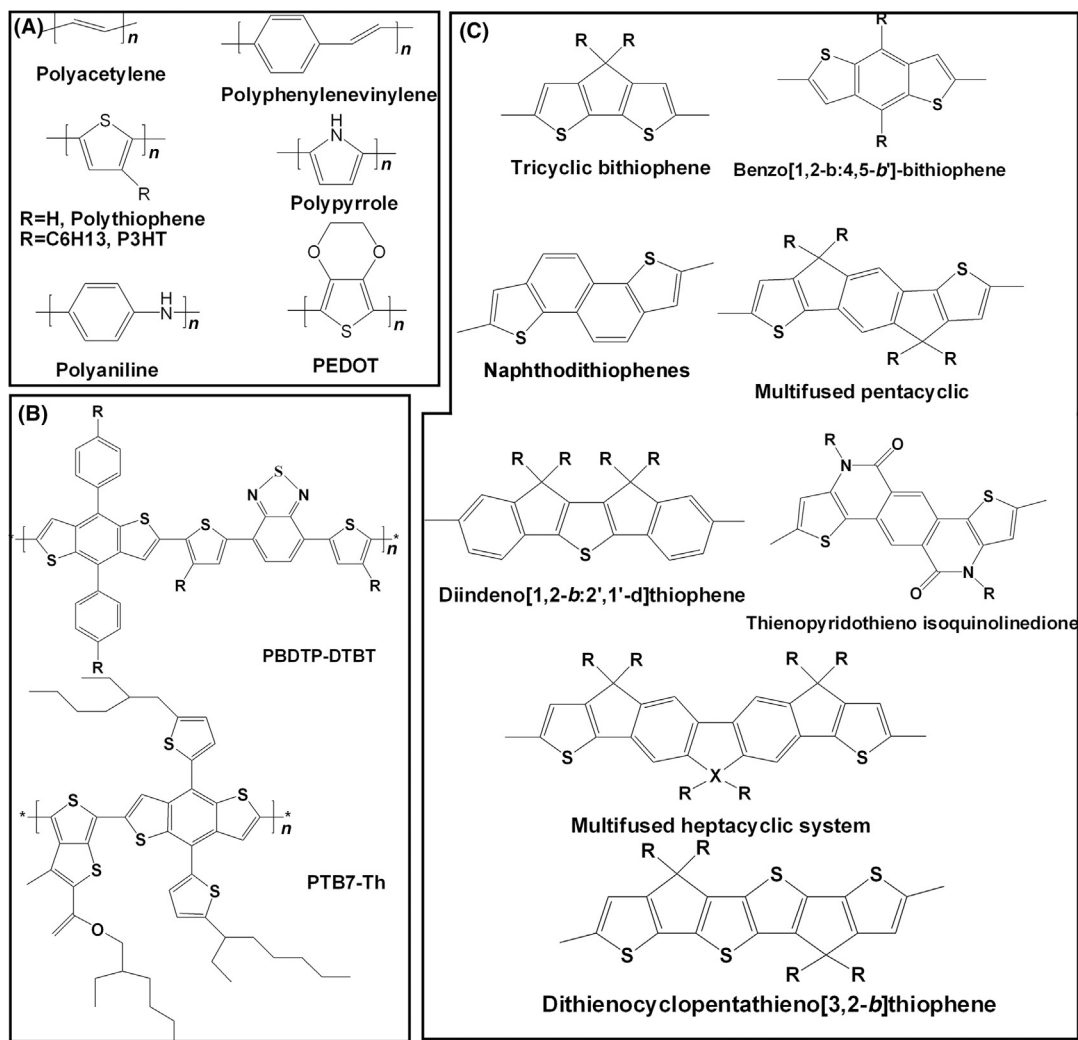 (A)
n
n
Polyacetylene
Polyphenylenevinylene
S
n
R
H
N
n
R=H, Polythiophene
R=C6H13, P3HT
Polypyrrole
O O
H
N
n
S
n
Polyaniline
PEDOT
(B)
R
S
N N
S
S
S
S
* n *
R
R
R
PBDTP-DTBT
S
S
S
* * n
S
S
S
O
PTB7-Th
(C)
R R
S S
Tricyclic bithiophene
R
S
S
R
Benzo[1,2-b:4,5-b']-bithiophene
S
S
Naphthodithiophenes
R R
S
S
R R
Multifused pentacyclic
R R R R
S
Diindeno[1,2-b:2',1'-d]thiophene
R
N O
S
S
O N
R
Thienopyridothieno isoquinolinedione
R R R R
S S
X
R R
Multifused heptacyclic system
R R
S S
S S
R R
Dithienocyclopentathieno[3,2-b]thiophene